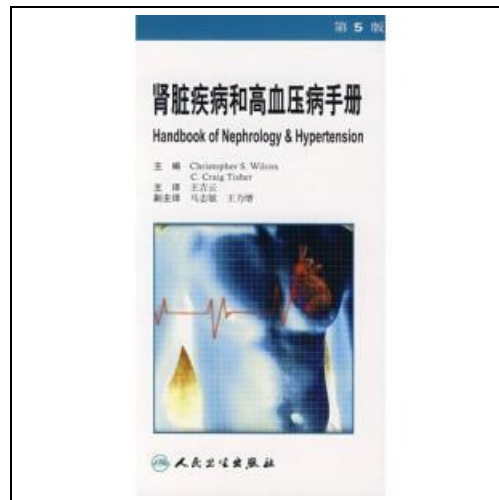 第 5 版
肾脏疾病和高血压病手册
Handbook of Nephrology & Hypertension
主 编 Christopher S. Wilcox
C. Craig Tisher
主 译 王吉云
副主译 马志敏 王力
人民卫生出版社